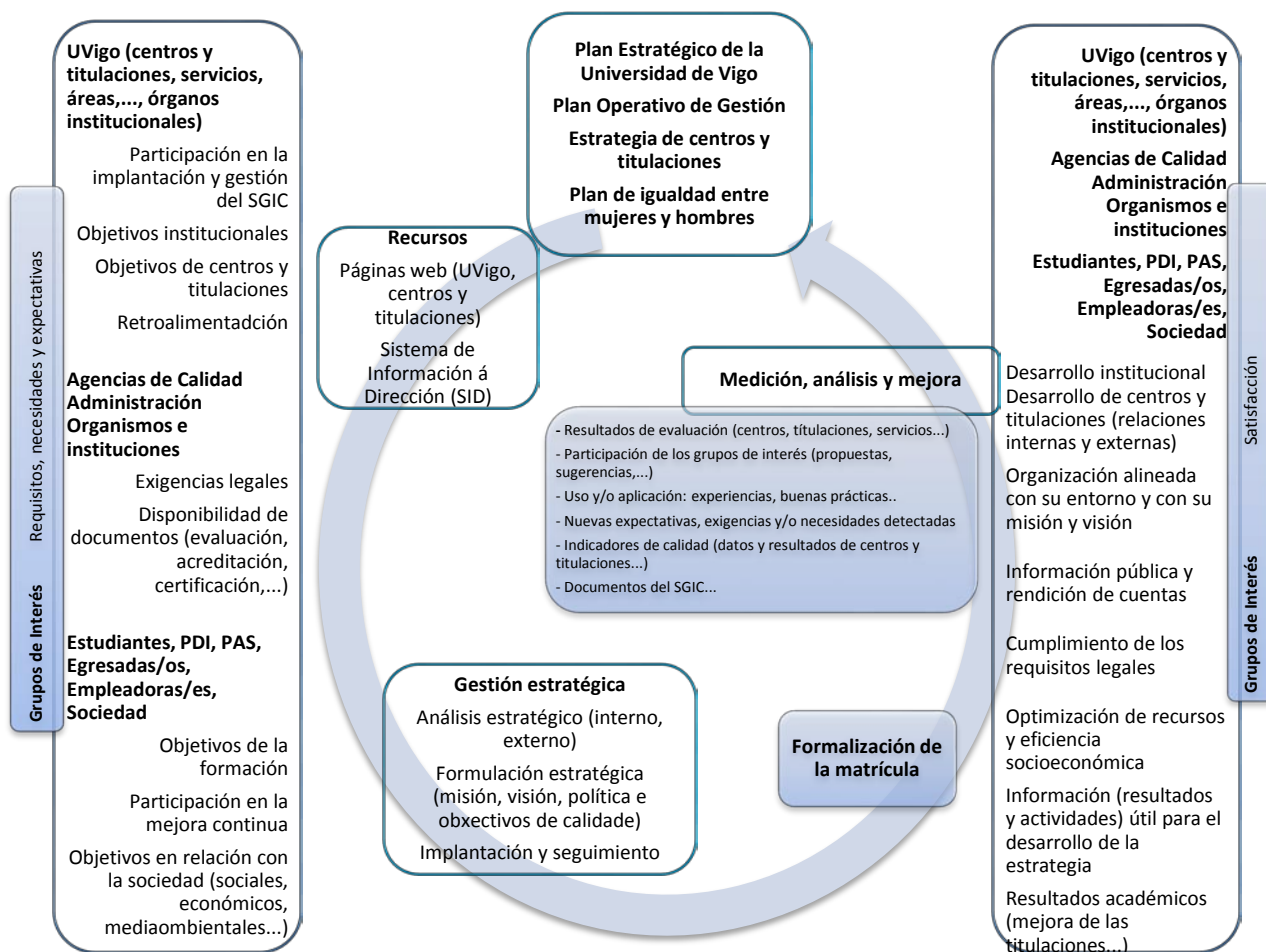 Grupos de Interés
Requisitos, necesidades y expectativas
UVigo (centros y
titulaciones, servicios,
áreas,..., órganos
institucionales)
Participación en la
implantación y gestión
del SGIC
Objetivos institucionales
Objetivos de centros y
titulaciones
Retroalimentadción
Agencias de Calidad
Administración
Organismos e
instituciones
Exigencias legales
Disponibilidad de
documentos (evaluación,
acreditación,
certificación,...)
Estudiantes, PDI, PAS,
Egresadas/os,
Empleadoras/es,
Sociedad
Objetivos de la
formación
Participación en la
mejora continua
Objetivos en relación con
la sociedad (sociales,
económicos,
mediaombientales...)
Plan Estratégico de la
Universidad de Vigo
Plan Operativo de Gestión
Estrategia de centros y
titulaciones
Plan de igualdad entre
mujeres y hombres
Recursos
Páginas web (UVigo,
centros y
titulaciones)
Sistema de
Información á
Dirección (SID)
Medición, análisis y mejora
- Resultados de evaluación (centros, títulaciones, servicios...)
- Participación de los grupos de interés (propuestas,
sugerencias,...)
- Uso y/o aplicación: experiencias, buenas prácticas..
- Nuevas expectativas, exigencias y/o necesidades detectadas
- Indicadores de calidad (datos y resultados de centros y
titulaciones...)
- Documentos del SGIC...
Gestión estratégica
Análisis estratégico (interno,
externo)
Formulación estratégica
(misión, visión, política e
obxectivos de calidade)
Implantación y seguimiento
Formalización de
la matrícula
UVigo (centros y
titulaciones, servicios,
áreas,..., órganos
institucionales)
Agencias de Calidad
Administración
Organismos e
instituciones
Estudiantes, PDI, PAS,
Egresadas/os,
Empleadoras/es,
Sociedad
Desarrollo institucional
Desarrollo de centros y
titulaciones (relaciones
internas y externas)
Organización alineada
con su entorno y con su
misión y visión
Información pública y
rendición de cuentas
Cumplimiento de los
requisitos legales
Optimización de recursos
y eficiencia
socioeconómica
Información (resultados
y actividades) útil para el
desarrollo de la
estrategia
Resultados académicos
(mejora de las
titulaciones...)
Grupos de Interés
Satisfacción